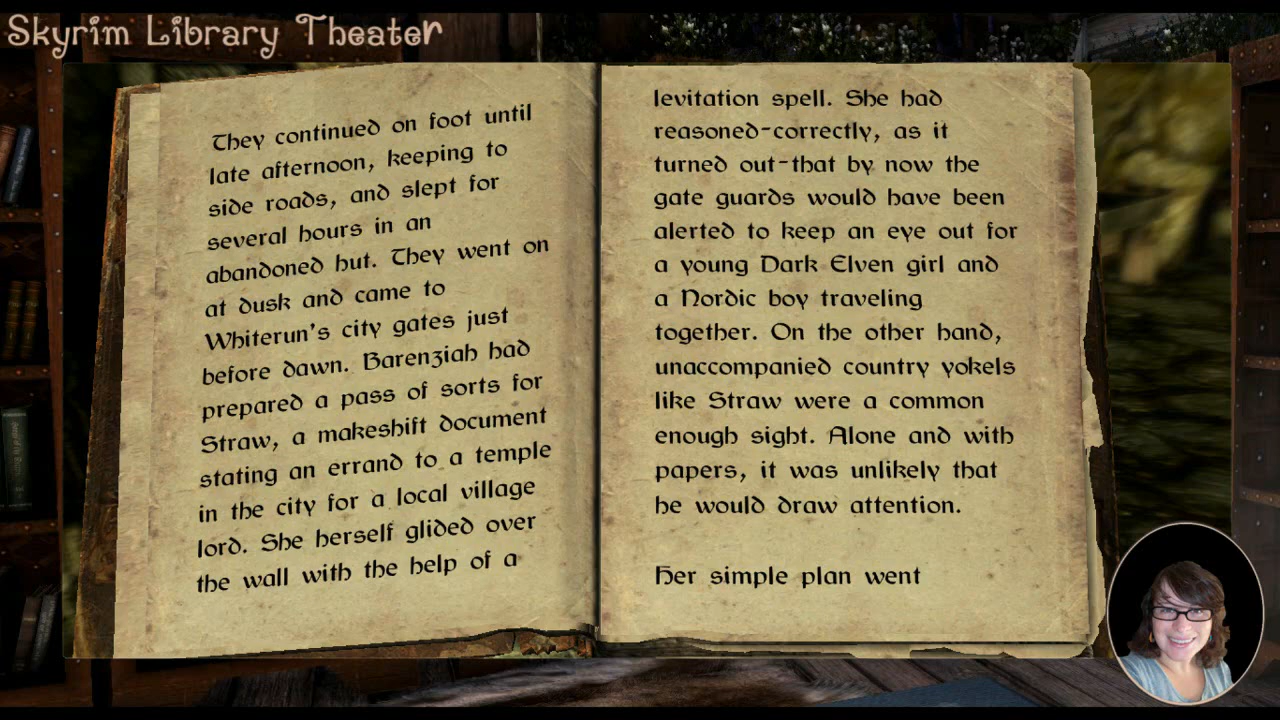 Skyrim Library Theater
They continued on foot until
late afternoon, keeping to
side roads, and slept for
several hours in an
abandoned hut. They went on
at dusk and came to
Whiterun's city gates just
before dawn. Barenziah had
prepared a pass of sorts for
Straw, a makeshift document
stating an errand to a temple
in the city for a local village
lord. She herself glided over
the wall with the help of a
levitation spell. She had
reasoned-correctly, as it
turned out-that by now the
gate guards would have been
alerted to keep an eye out for
a young Dark Elven girl and
a Nordic boy traveling
together. On the other hand,
unaccompanied country yokels
like Straw were a common
enough sight. Alone and with
papers, it was unlikely that
he would draw attention.
Her simple plan went